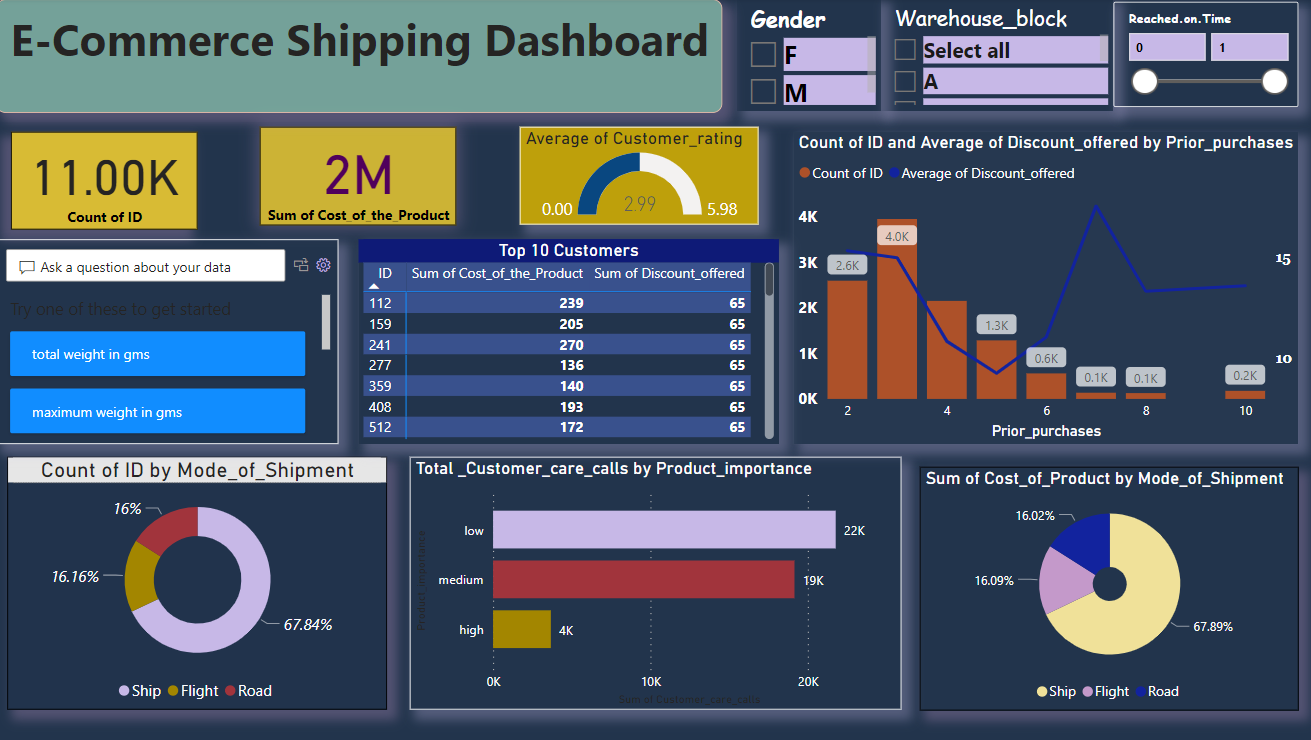 E-Commerce Shipping Dashboard
Gender
F
M
Warehouse_block
Select all
A
Reached.on.Time
0
1
11.00K
Count of ID
2M
Sum of Cost_of_the_Product
Average of Customer_rating
0.00
2.99
5.98
Count of ID and Average of Discount_offered by Prior_purchases
Count of ID Average of Discount_offered
4K
3K
2K
1K
0K
15
10
2.6K
4.0K
1.3K
0.6K
0.1K
0.1K
0.2K
2 4 6 8 10
Prior_purchases
Ask a question about your data
Try one of these to get started
total weight in gms
maximum weight in gms
Top 10 Customers
ID Sum of Cost_of_the_Product Sum of Discount_offered
112 239 65
159 205 65
241 270 65
277 136 65
359 140 65
408 193 65
512 172 65
Count of ID by Mode_of_Shipment
16%
16.16%
67.84%
Ship Flight Road
Total _Customer_care_calls by Product_importance
Product_importance
low 22K
medium 19K
high 4K
0K 10K 20K
Sum of Customer_care_calls
Sum of Cost_of_Product by Mode_of_Shipment
16.02%
16.09%
67.89%
Ship Flight Road